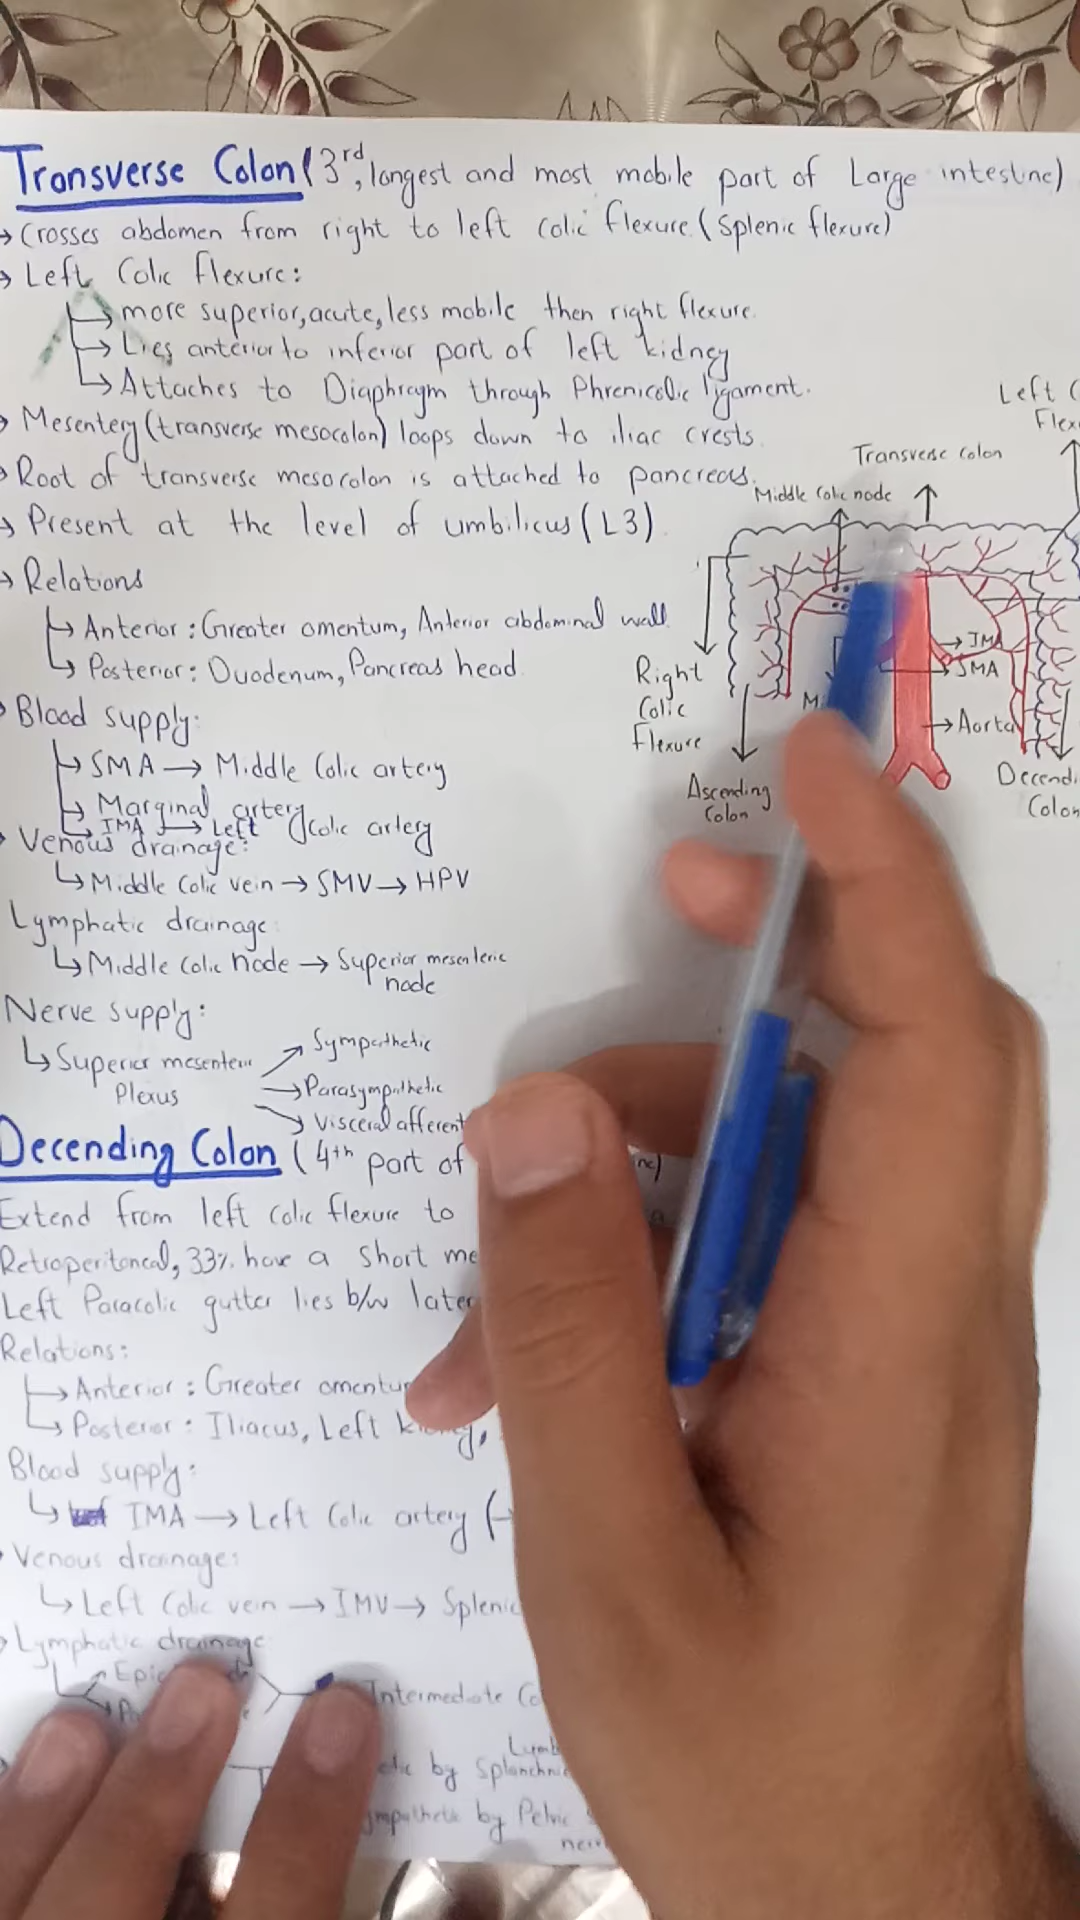 Transverse Colon (3rd, longest and most mobile part of Large intestine)
→ Crosses abdomen from right to left Colic flexure (Splenic flexure)
→ Left Colic flexure:
↳ more superior, acute, less mobile then right flexure.
↳ Lies anterior to inferior part of left kidney
↳ Attaches to Diaphragm through Phrenicolic ligament.
→ Mesentery (transverse mesocolon) loops down to iliac crests.
→ Root of transverse mesocolon is attached to pancreas.
→ Present at the level of umbilicus (L3).
→ Relations
↳ Anterior : Greater omentum, Anterior abdominal wall.
↳ Posterior : Duodenum, Pancreas head.
Blood supply:
↳ SMA → Middle Colic artery
↳ Marginal artery
↳ IMA → Left Colic artery
Venous drainage:
↳ Middle Colic vein → SMV → HPV
Lymphatic drainage
↳ Middle Colic node → Superior mesenteric
node
Nerve supply:
↳ Superior
Plexus
→ Sympathetic
→ Parasympathetic
→ Visceral afferent
Left
Transverse Colon
Middle Colic node
Right
Colic
Flexure
SMA
→ Aorta
Ascending
Colon
Colon
Decending Colon (4th part of
Extend from left colic flexure to
Retroperitoneal, 33% have a short
Left Paracolic gutter lies b/w
Relations:
↳ Anterior : Greater
↳ Posterior : Iliacus, Left
Blood supply:
↳ IMA → Left Colic artery (
Venous drainage:
↳ Left Colic vein → IMV →
Lymphatic drainage
Intermediate
by
by Pelvic